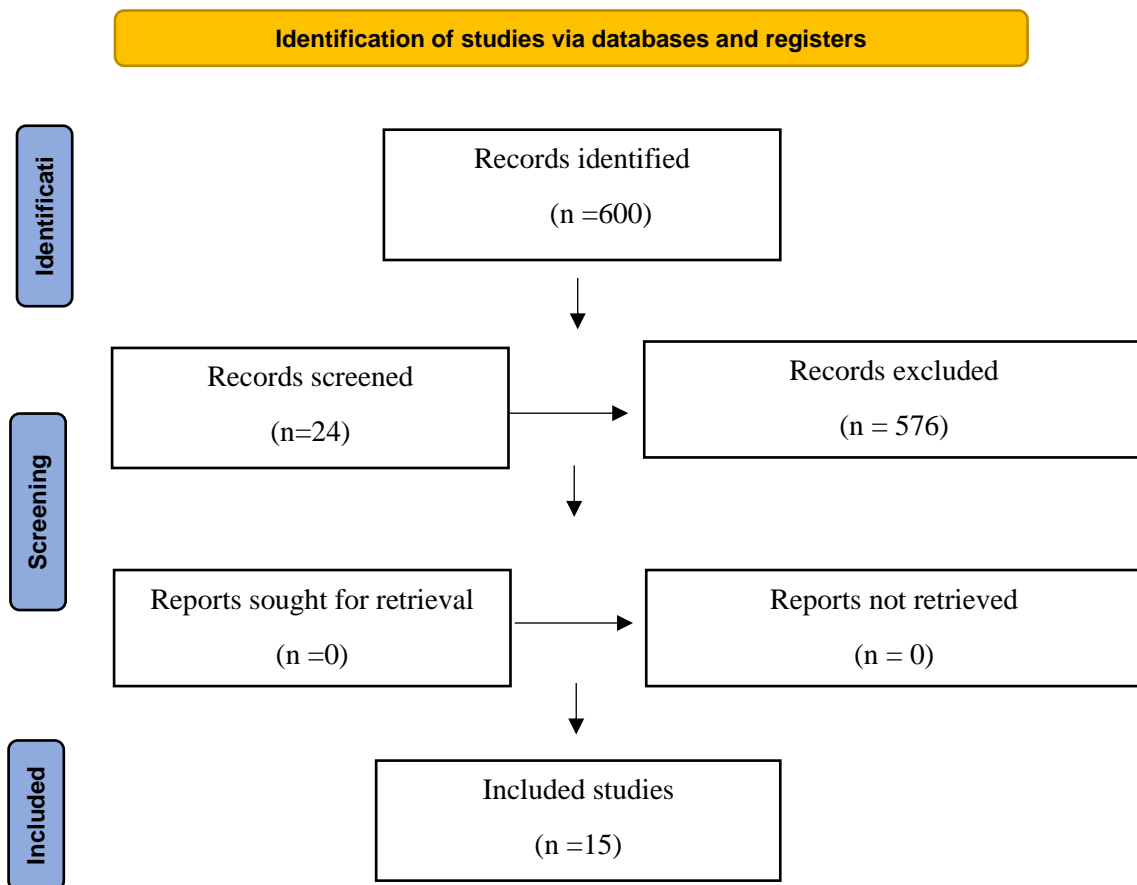 Identification of studies via databases and registers
Identificati
Records identified
(n =600)
Records screened
(n=24)
Records excluded
(n = 576)
Screening
Reports sought for retrieval
(n =0)
Reports not retrieved
(n = 0)
Included
Included studies
(n =15)